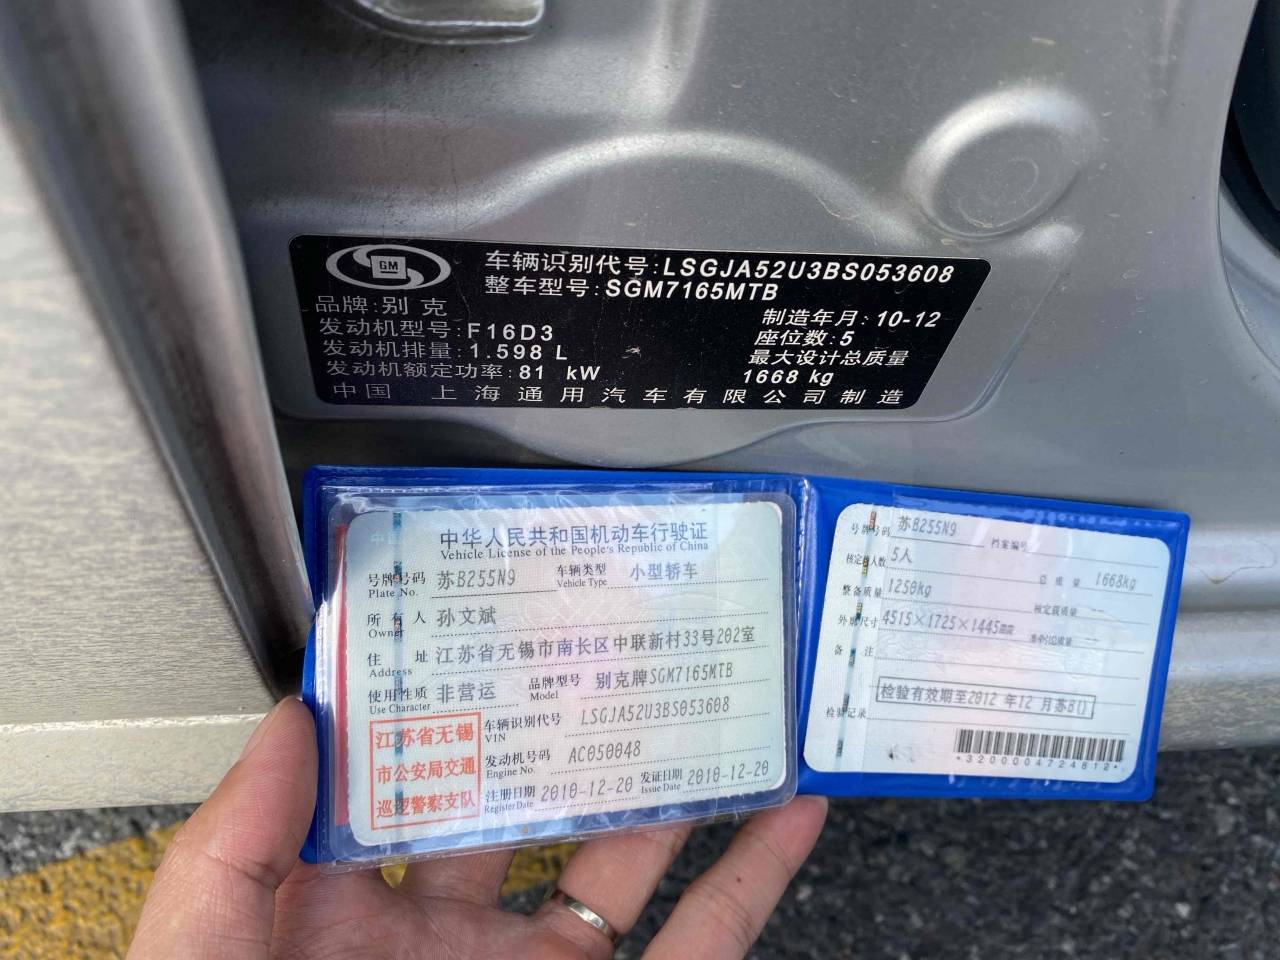 GM
车辆识别代号:LSGJA52U3BS053608
整车型号:SGM7165MTB
品牌:别克
制造年月:10-12
发动机型号:F16D3
座位数:5
发动机排量:1.598 L
最大设计总质量
发动机额定功率:81 kW
1668 kg
中国 上海通用汽车有限公司制造
中华人民共和国机动车行驶证
Vehicle License of the People's Republic of China
号牌号码 苏B255N9 车辆类型 小型轿车
Plate No. Vehicle Type
所有人 孙文斌
Owner
住址 江苏省无锡市南长区中联新村33号202室
Address
使用性质 非营运 品牌型号 别克牌SGM7165MTB
Use Character Model
江苏省无锡
市公安局交通
巡逻警察支队
车辆识别代号 LSGJA52U3BS053608
VIN
发动机号码 AC050048
Engine No.
注册日期 2010-12-20 发证日期 2010-12-20
Register Date Issue Date
号牌号码 苏B255N9 档案编号
核定载人数 5人 总质量 1668kg
整备质量 1250kg 核定载质量 --
外廓尺寸 4515×1725×1445mm --
备注
检验有效期至2012 年12 月苏B
检验记录
*3200004724812*